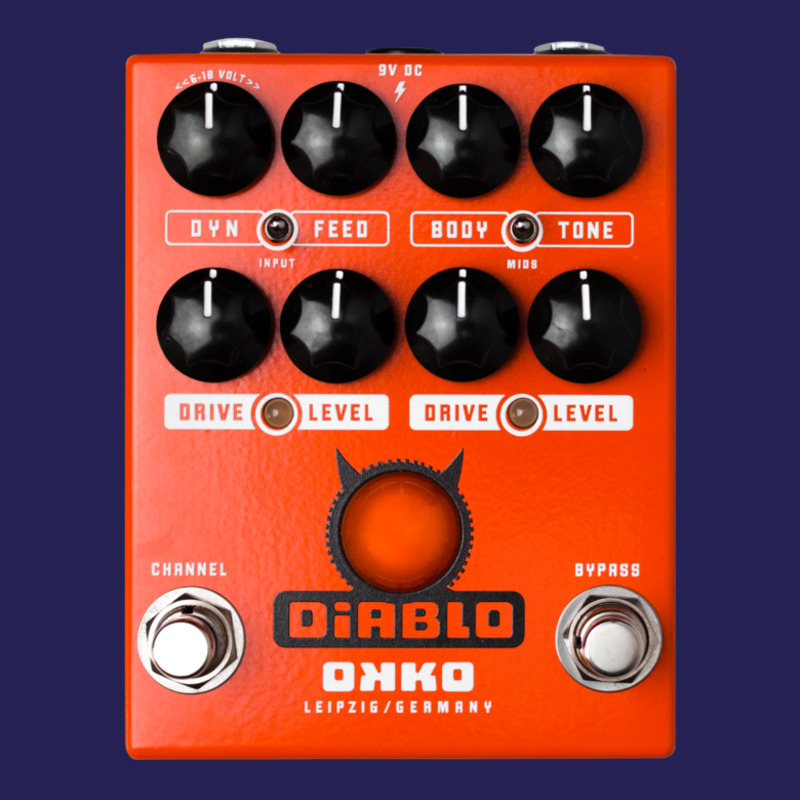 <<6-18 VOLT>> 9V DC
DYN FEED BODY TONE
INPUT MIDS
DRIVE LEVEL DRIVE LEVEL
CHANNEL BYPASS
DiABLO
OKKO
LEIPZIG/GERMANY